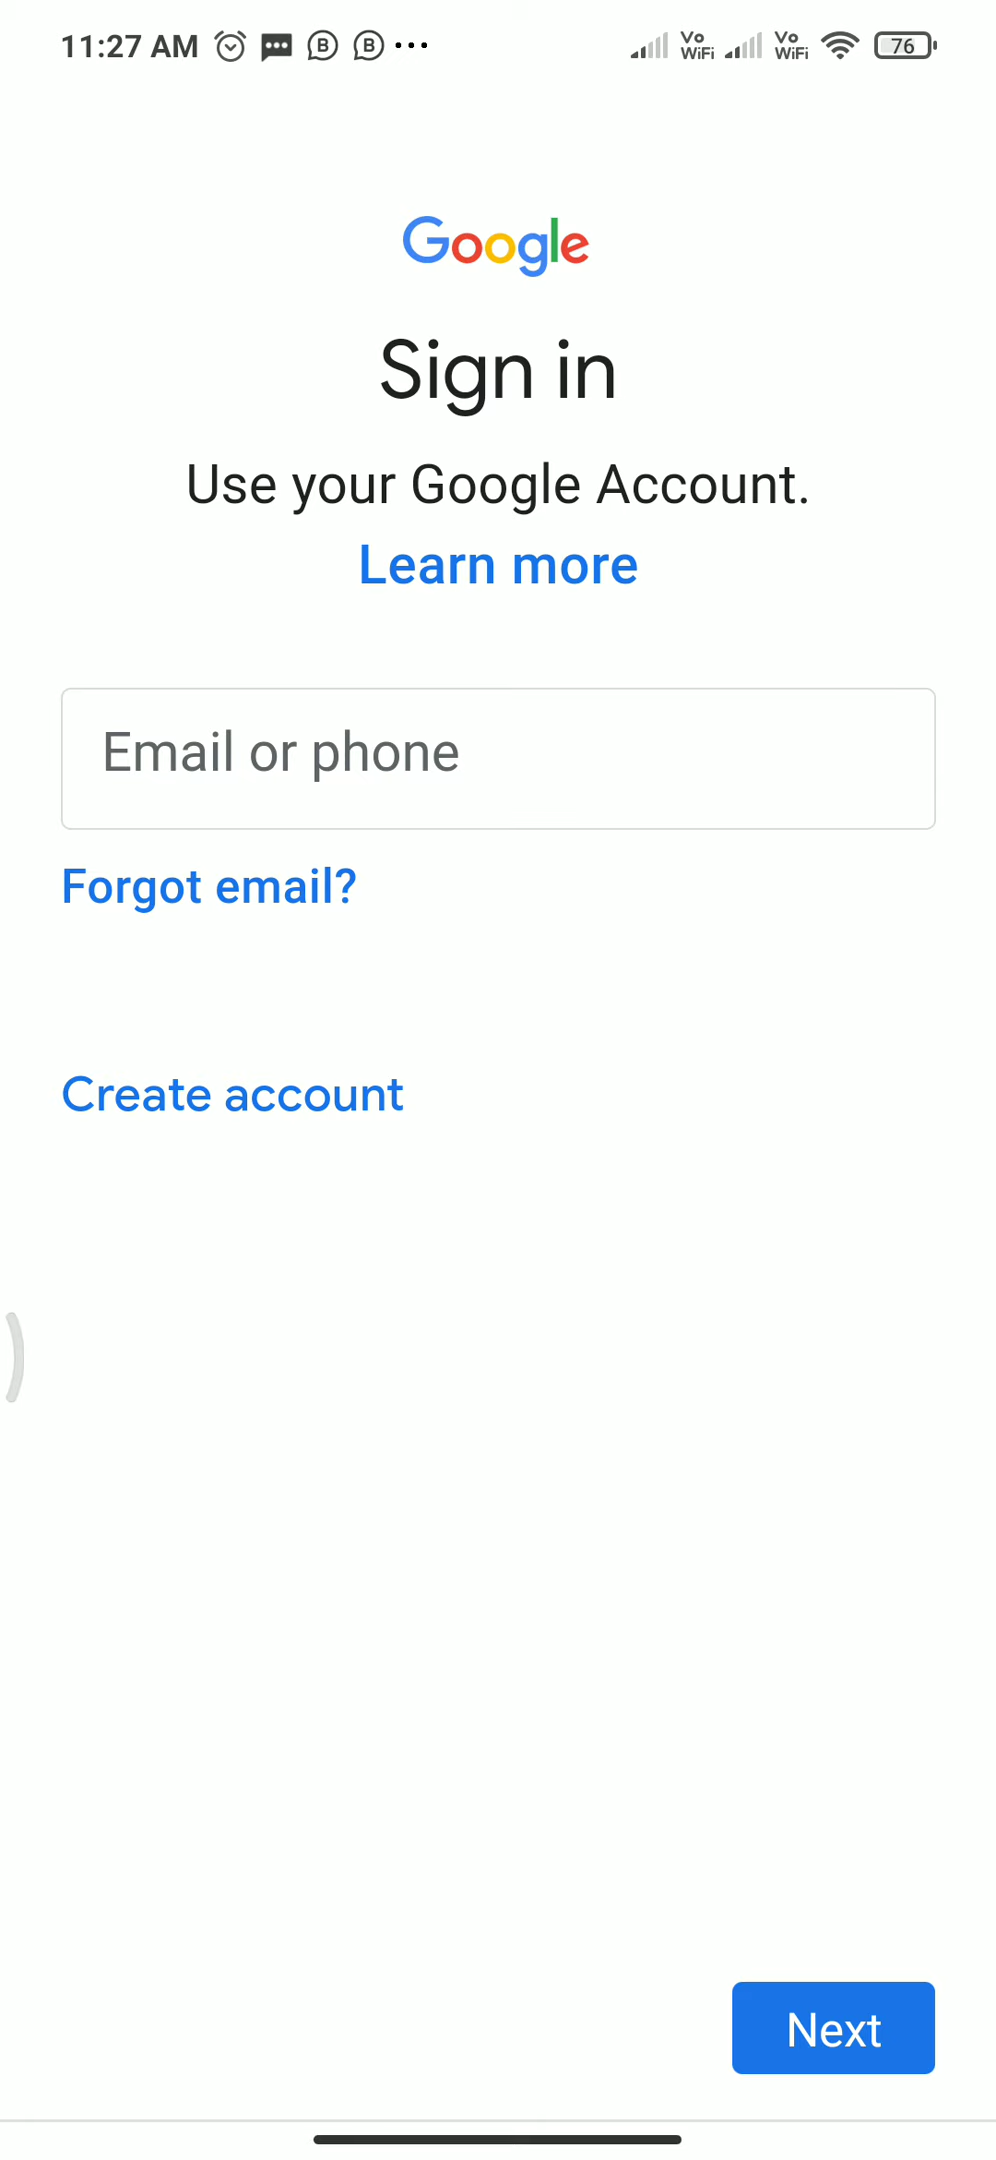 11:27 AM B B ... Vo WiFi Vo WiFi 76
Google
Sign in
Use your Google Account.
Learn more
Email or phone
Forgot email?
Create account
Next